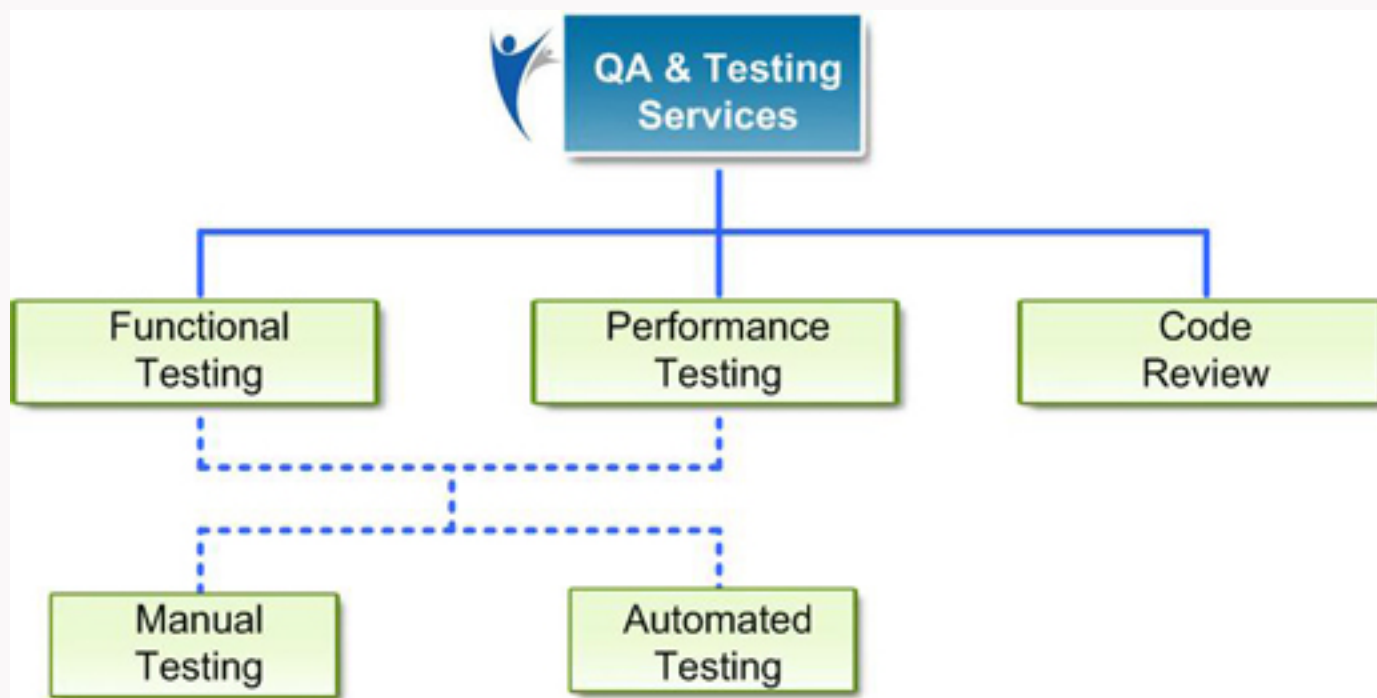 QA & Testing
Services
Functional
Testing
Performance
Testing
Code
Review
Manual
Testing
Automated
Testing